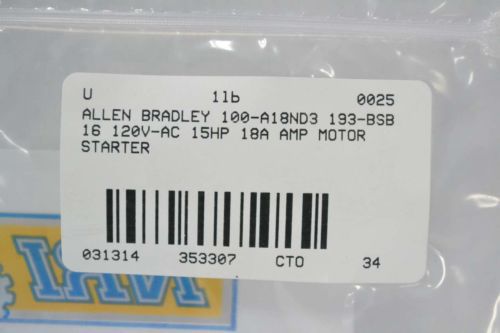 U 1lb 0025
ALLEN BRADLEY 100-A18ND3 193-BSB
16 120V-AC 15HP 18A AMP MOTOR
STARTER
031314 353307 CTO 34